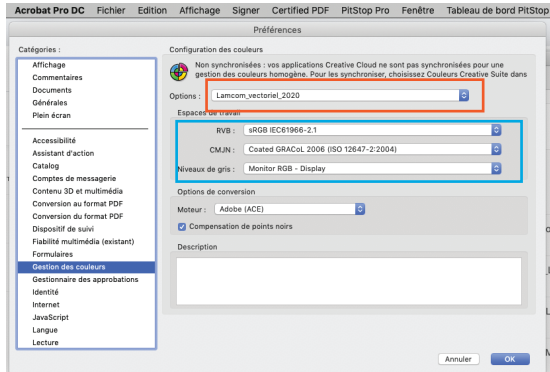 Acrobat Pro DC Fichier Edition Affichage Signer Certified PDF PitStop Pro Fenêtre Tableau de bord PitStop
Préférences
Catégories :
Affichage
Commentaires
Documents
Générales
Plein écran
Accessibilité
Assistant d'action
Catalog
Comptes de messagerie
Contenu 3D et multimédia
Conversion au format PDF
Conversion du format PDF
Dispositif de suivi
Fiabilité multimédia (existant)
Formulaires
Gestion des couleurs
Gestionnaire des approbations
Identité
Internet
JavaScript
Langue
Lecture
Configuration des couleurs
Non synchronisées : vos applications Creative Cloud ne sont pas synchronisées pour une
gestion des couleurs homogène. Pour les synchroniser, choisissez Couleurs Creative Suite dans
Options : Lamcom_vectoriel_2020
Espaces de travail
RVB : sRGB IEC61966-2.1
CMJN : Coated GRACoL 2006 (ISO 12647-2:2004)
Niveaux de gris : Monitor RGB - Display
Options de conversion
Moteur : Adobe (ACE)
Compensation de points noirs
Description
Annuler OK